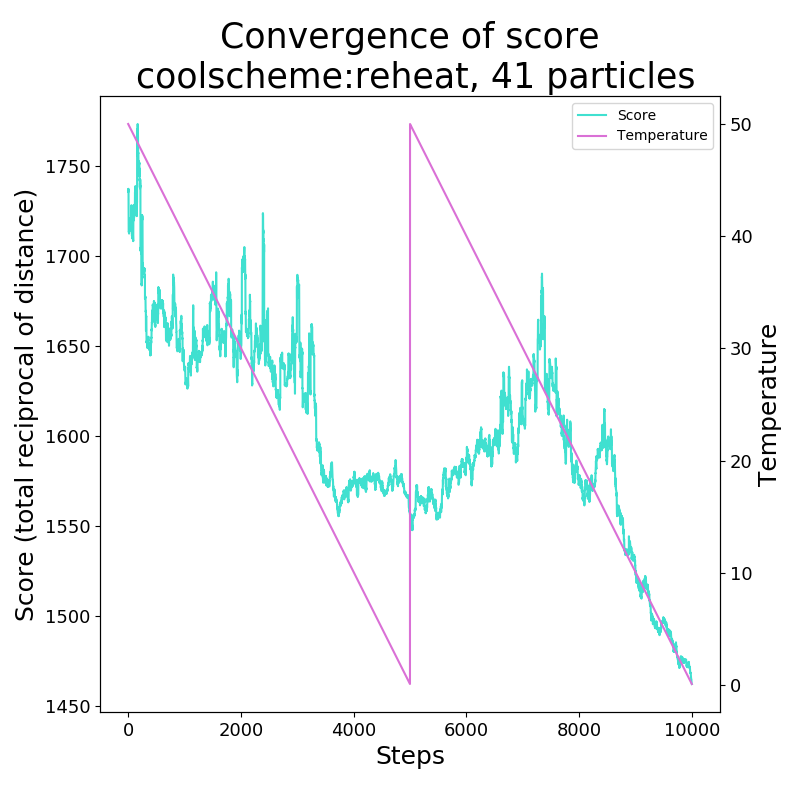 Convergence of score
coolscheme:reheat, 41 particles
Score
Temperature
Score (total reciprocal of distance)
1750
1700
1650
1600
1550
1500
1450
50
40
30
20
10
0
Temperature
0 2000 4000 6000 8000 10000
Steps